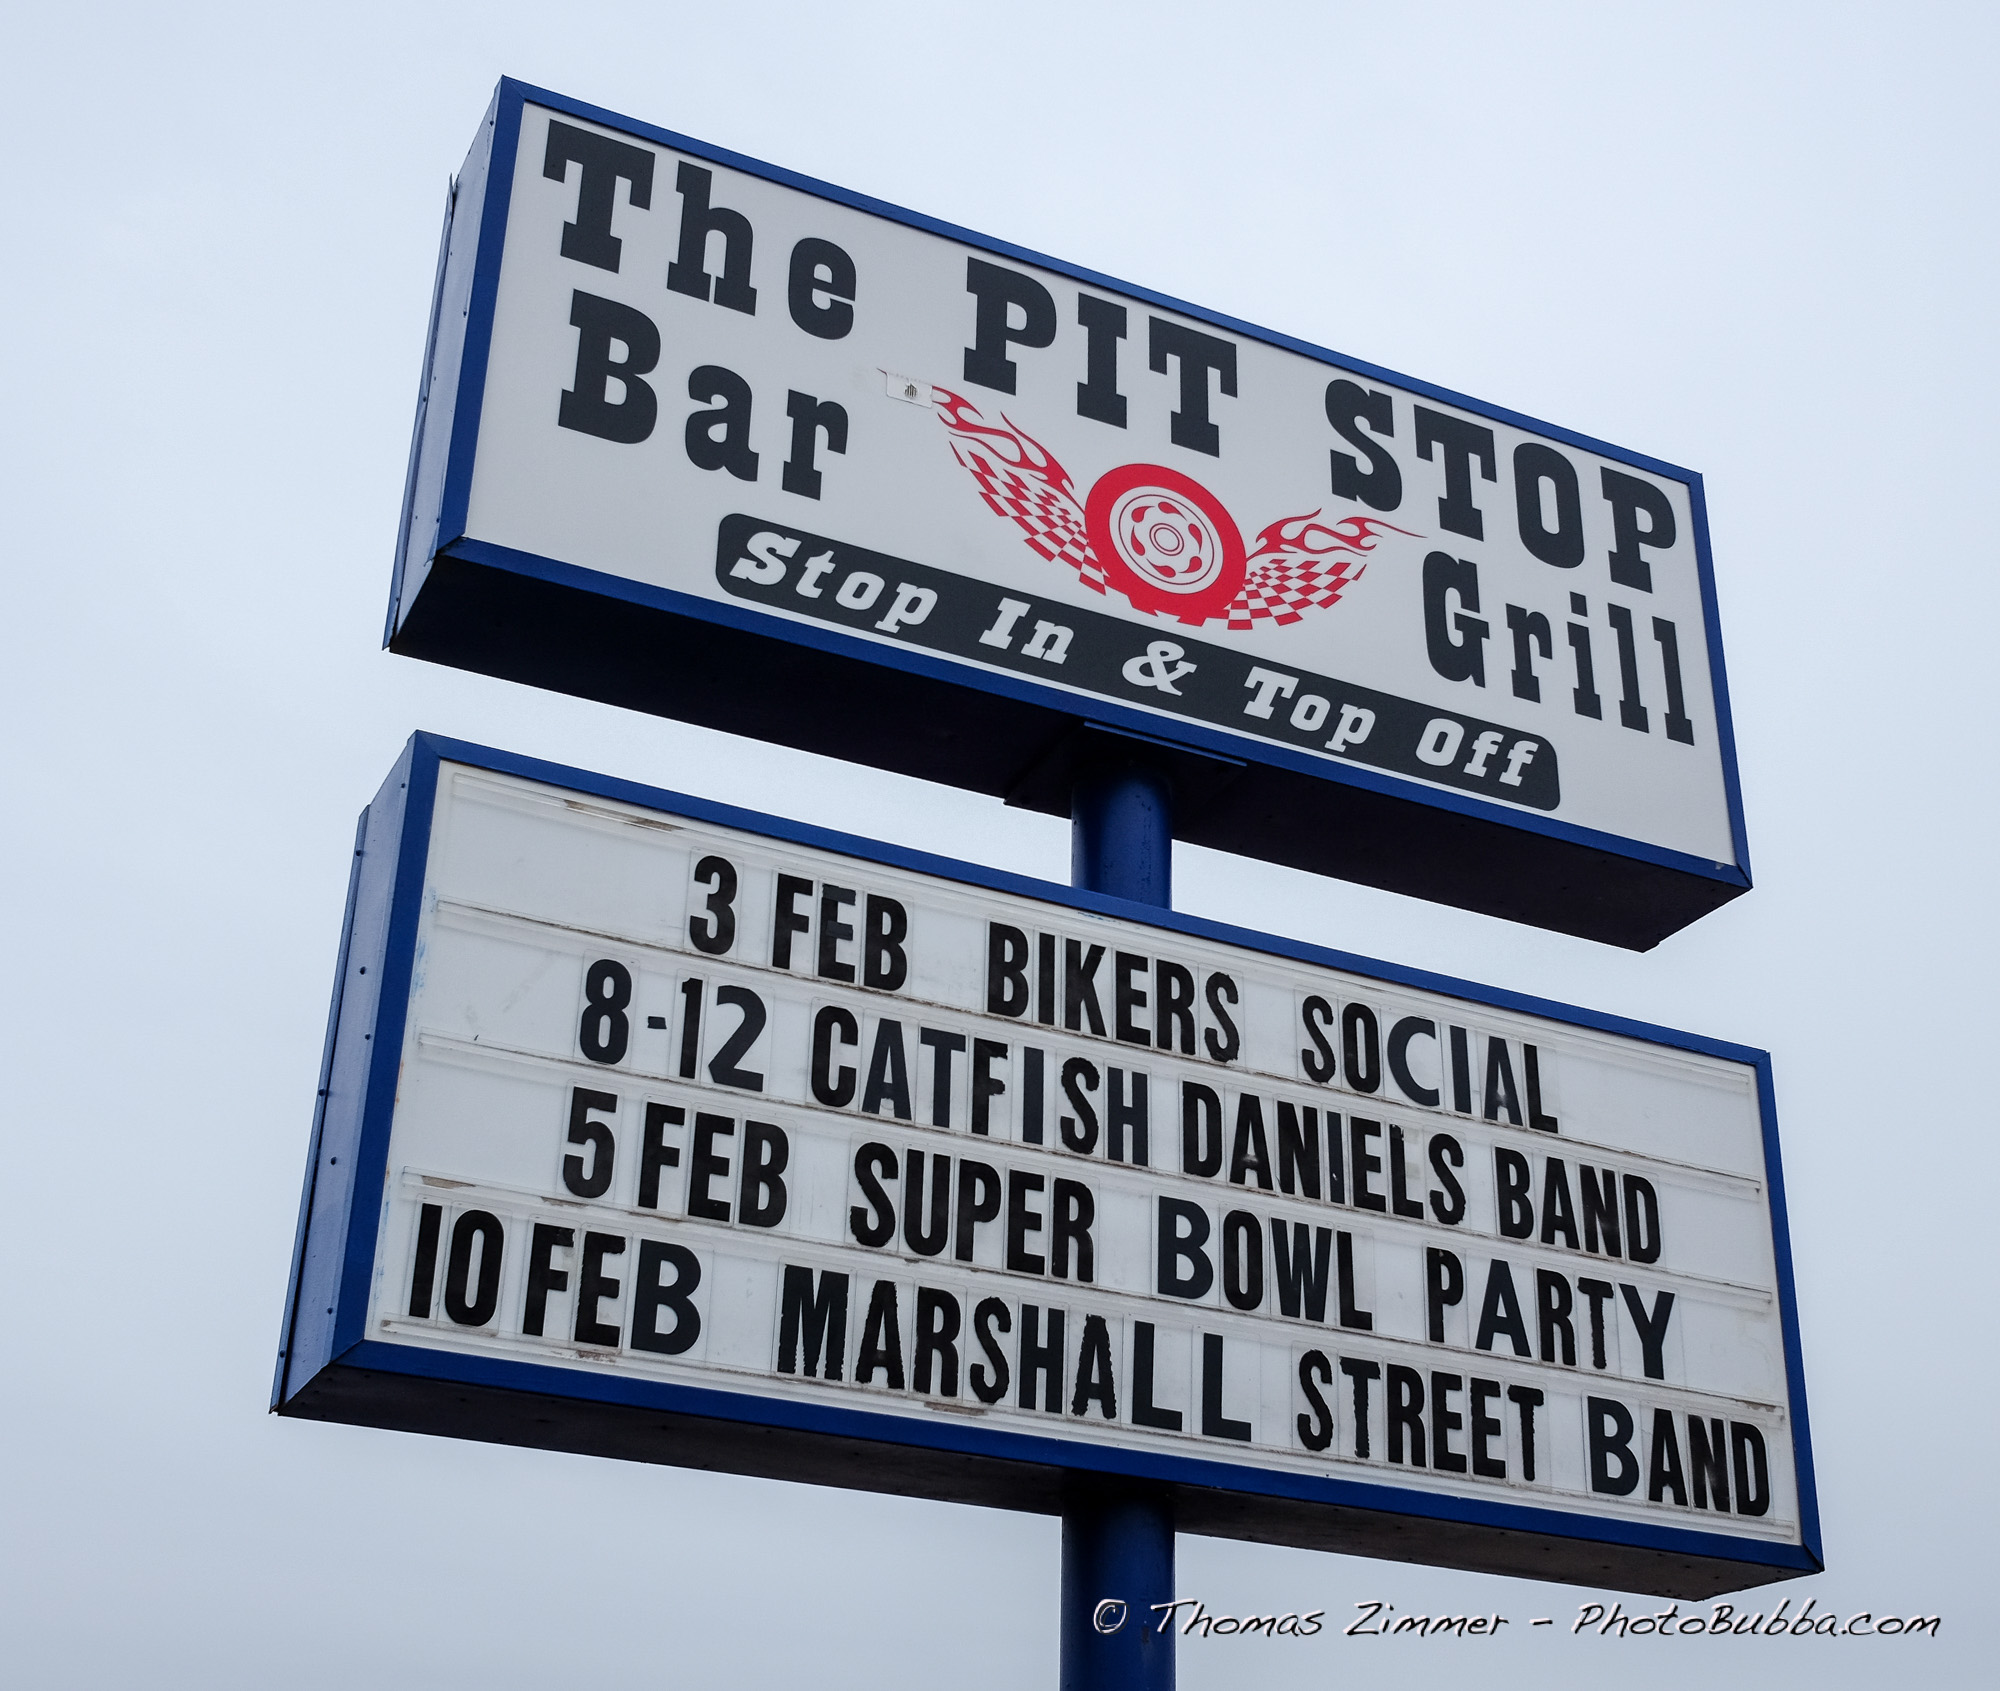 The PIT STOP
Bar Grill
Stop In & Top Off
3 FEB BIKERS SOCIAL
8-12 CATFISH DANIELS BAND
5 FEB SUPER BOWL PARTY
10 FEB MARSHALL STREET BAND
© Thomas Zimmer - PhotoBubba.com